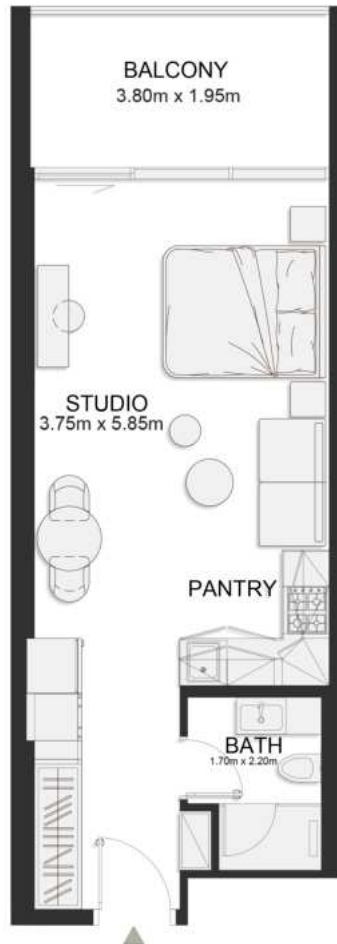 BALCONY
3.80m x 1.95m
STUDIO
3.75m x 5.85m
PANTRY
BATH
1.70m x 2.20m